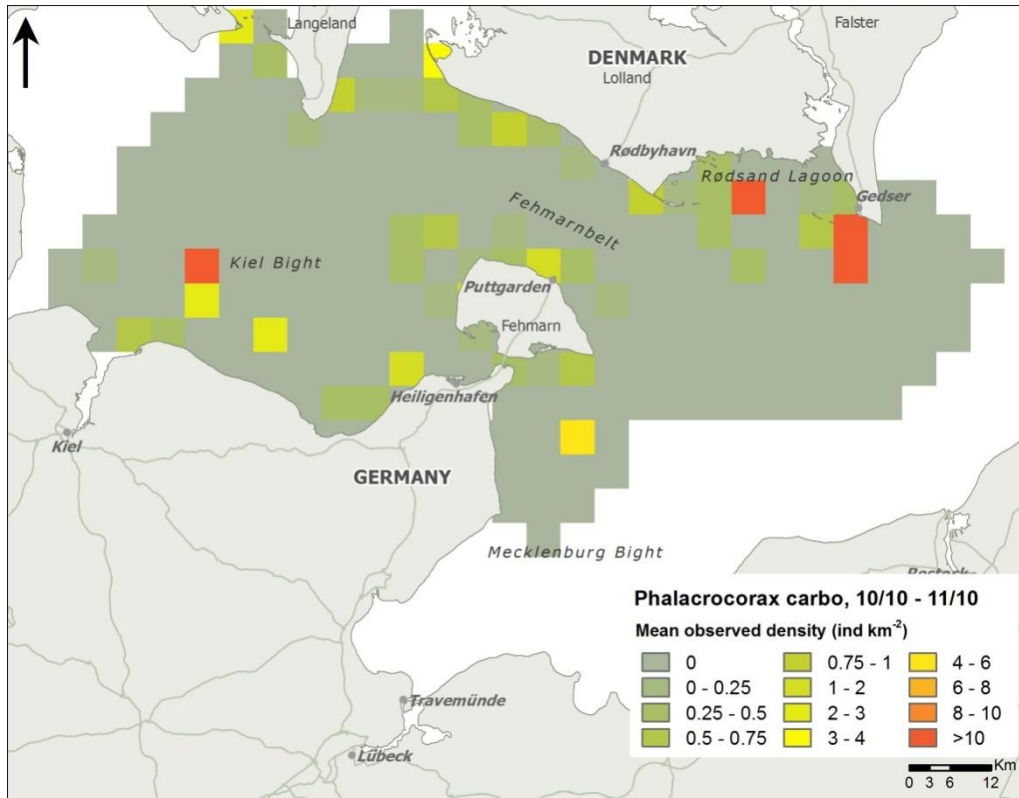 Langeland
Falster
DENMARK
Lolland
Rødbyhavn
Rødsand Lagoon
Gedser
Fehmarnbelt
Kiel Bight
Puttgarden
Fehmarn
Heiligenhafen
Kiel
GERMANY
Mecklenburg Bight
Travemünde
Lübeck
Phalacrocorax carbo, 10/10 - 11/10
Mean observed density (ind km⁻²)
0
0 - 0.25
0.25 - 0.5
0.5 - 0.75
0.75 - 1
1 - 2
2 - 3
3 - 4
4 - 6
6 - 8
8 - 10
>10
Km
0 3 6 12